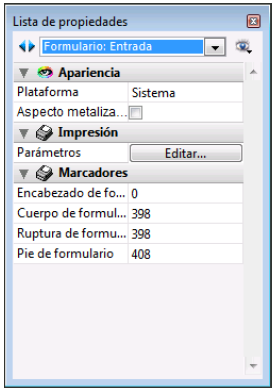 Lista de propiedades
Formulario: Entrada
Apariencia
Plataforma Sistema
Aspecto metaliza...
Impresión
Parámetros Editar...
Marcadores
Encabezado de fo... 0
Cuerpo de formul... 398
Ruptura de formu... 398
Pie de formulario 408